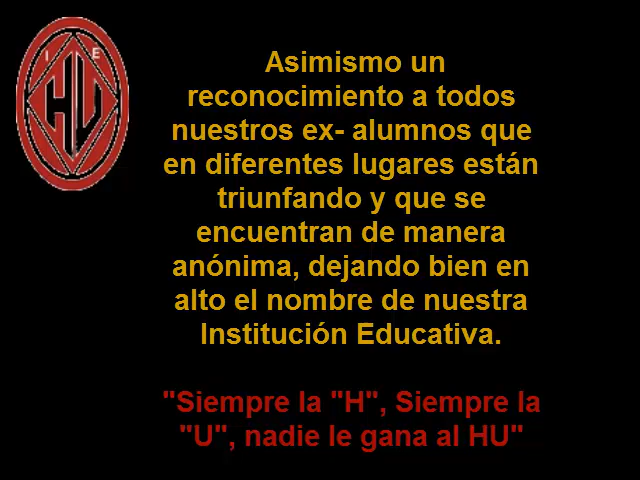 I E
HU
Asimismo un
reconocimiento a todos
nuestros ex- alumnos que
en diferentes lugares están
triunfando y que se
encuentran de manera
anónima, dejando bien en
alto el nombre de nuestra
Institución Educativa.
"Siempre la "H", Siempre la
"U", nadie le gana al HU"